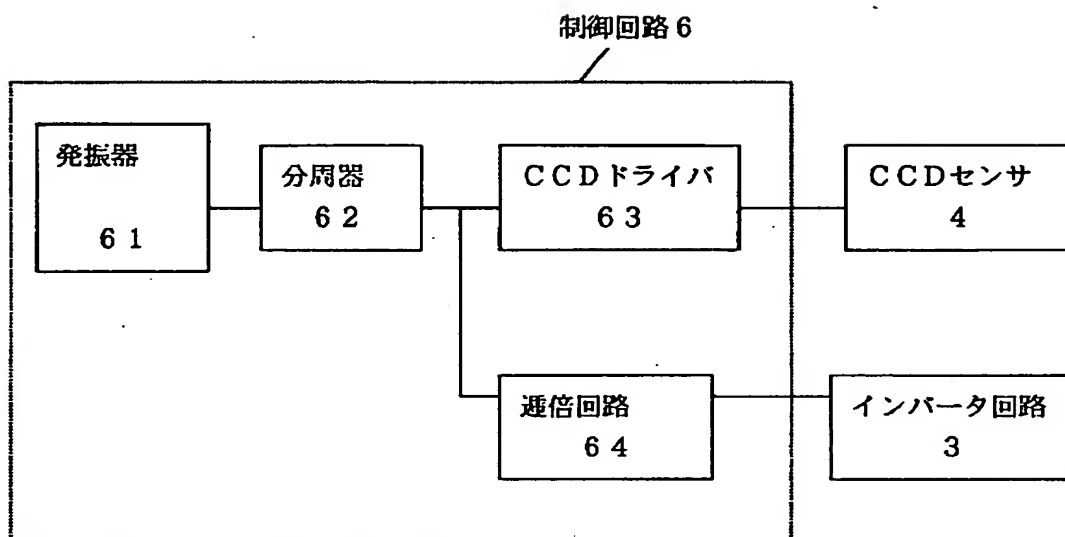 制御回路6
発振器
61
分周器
62
CCDドライバ
63
CCDセンサ
4
逓倍回路
64
インバータ回路
3